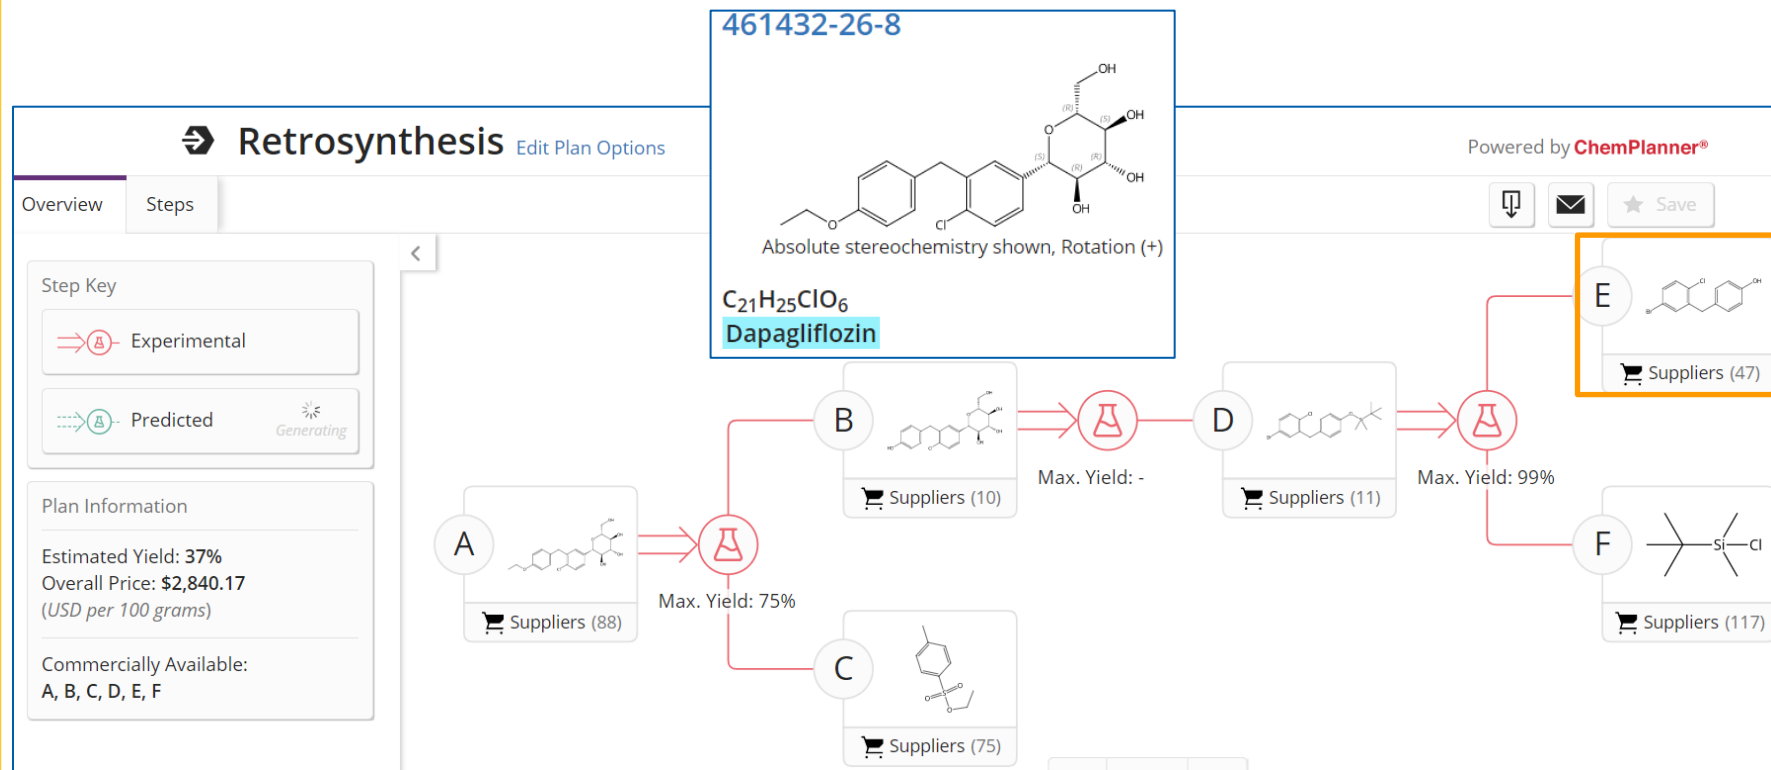 461432-26-8
OH
(R)
(S)
OH
O
(S)
(R)
(R)
OH
OH
Cl
O
Absolute stereochemistry shown, Rotation (+)
C21H25ClO6
Dapagliflozin
Retrosynthesis Edit Plan Options
Powered by ChemPlanner®
Overview
Steps
Save
Step Key
Experimental
Predicted
Generating
Plan Information
Estimated Yield: 37%
Overall Price: $2,840.17
(USD per 100 grams)
Commercially Available:
A, B, C, D, E, F
A
Suppliers (88)
Max. Yield: 75%
B
Suppliers (10)
Max. Yield: -
C
Suppliers (75)
D
Suppliers (11)
Max. Yield: 99%
E
Suppliers (47)
F
Si
Cl
Suppliers (117)